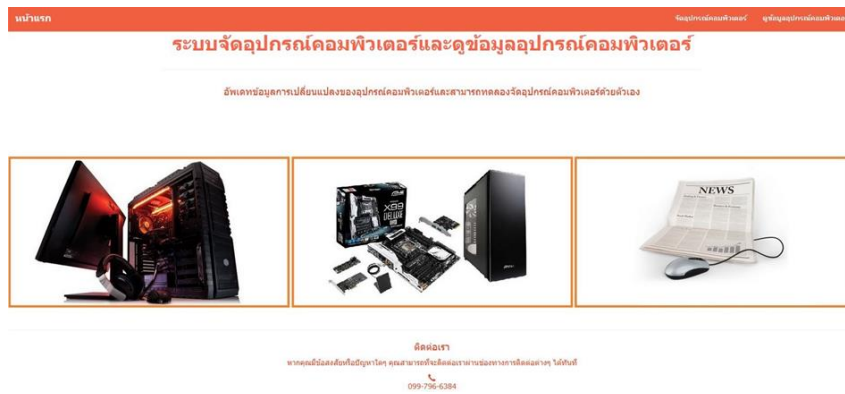 หน้าแรก
จัดอุปกรณ์คอมพิวเตอร์ ดูข้อมูลอุปกรณ์คอมพิวเตอ
ระบบจัดอุปกรณ์คอมพิวเตอร์และดูข้อมูลอุปกรณ์คอมพิวเตอร์
อัพเดทข้อมูลการเปลี่ยนแปลงของอุปกรณ์คอมพิวเตอร์และสามารถทดลองจัดอุปกรณ์คอมพิวเตอร์ด้วยตัวเอง
X99
DELUXE
NEWS
ติดต่อเรา
หากคุณมีข้อสงสัยหรือปัญหาใดๆ คุณสามารถที่จะติดต่อเราผ่านช่องทางการติดต่อต่างๆ ได้ทันที
099-796-6384